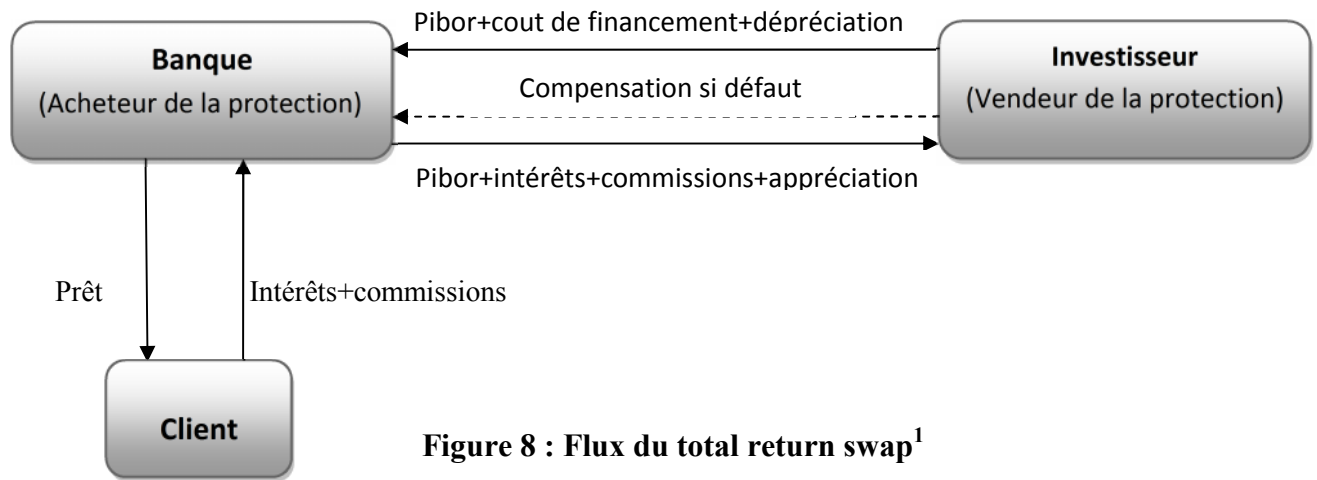 Pibor+cout de financement+dépréciation
Banque
(Acheteur de la protection)
Investisseur
(Vendeur de la protection)
Compensation si défaut
Pibor+intérêts+commissions+appréciation
Prêt
Intérêts+commissions
Client
Figure 8 : Flux du total return swap¹